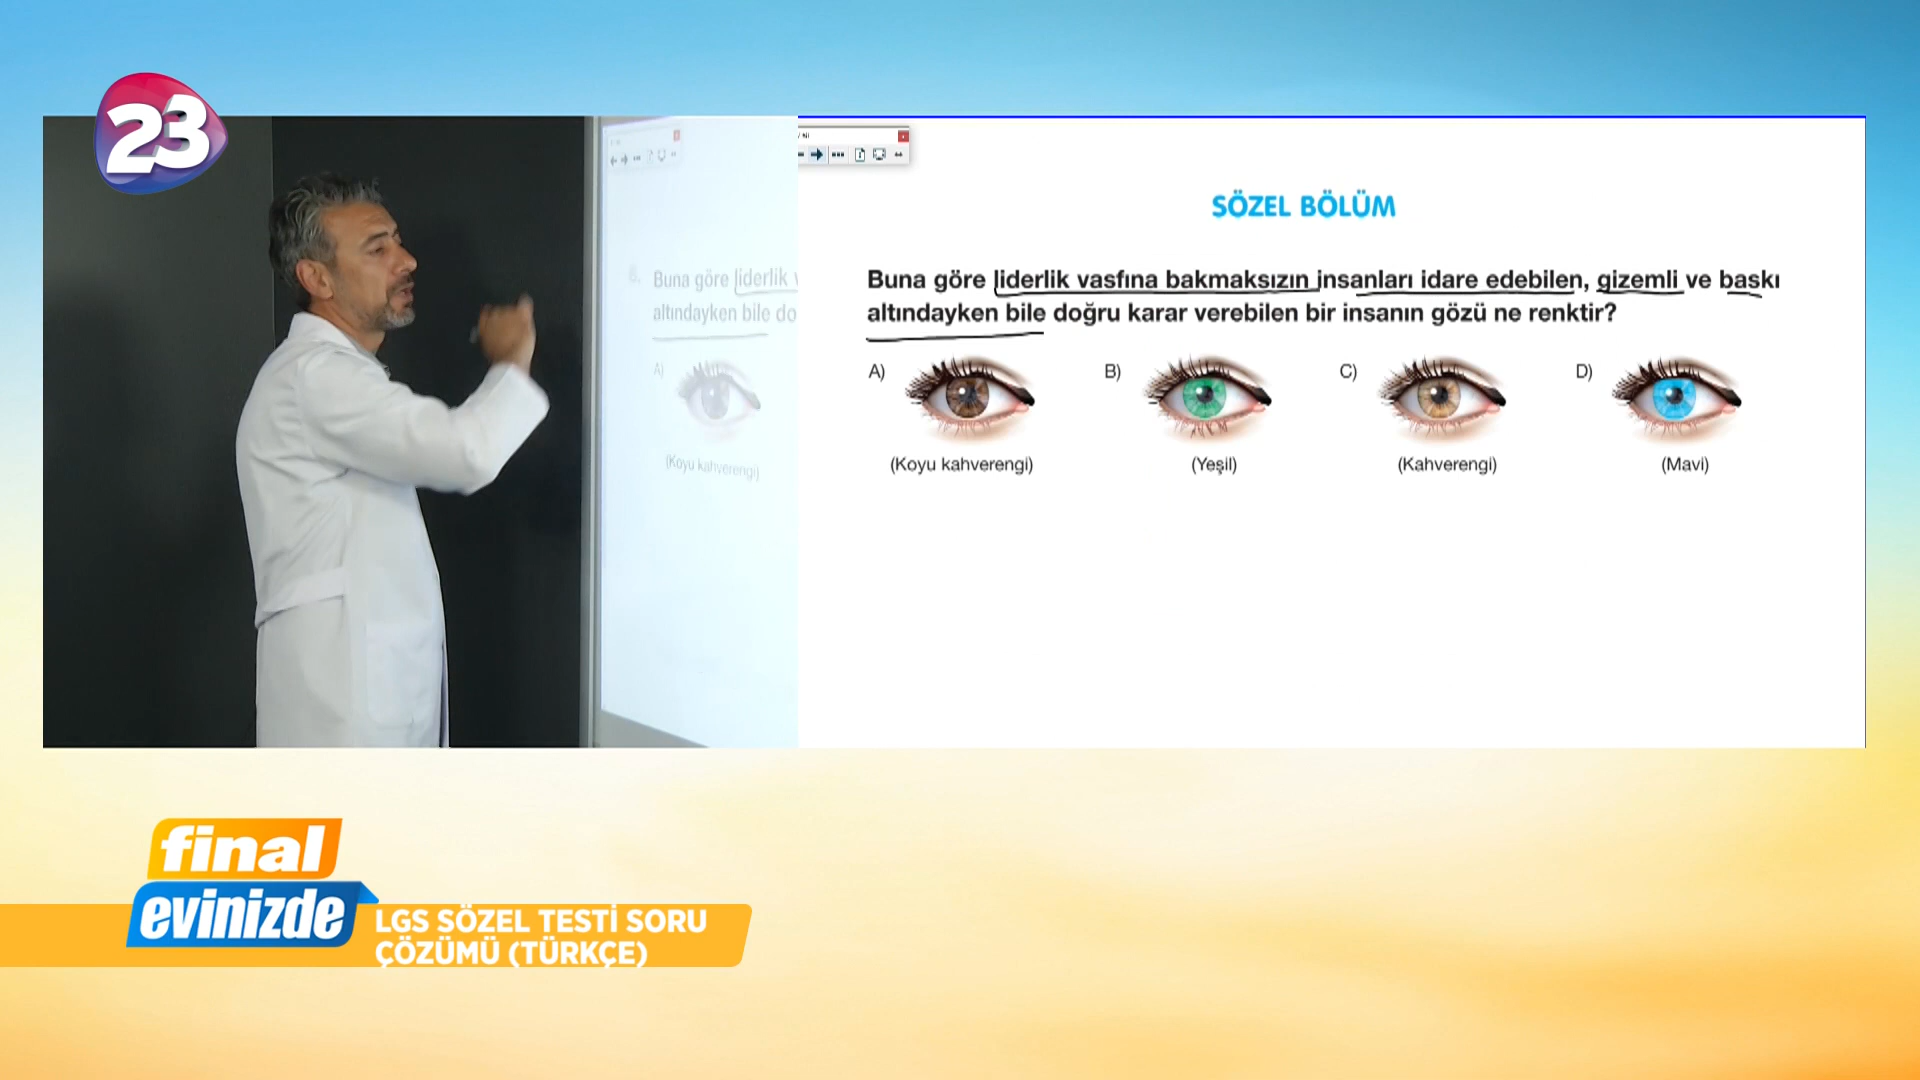 23
SÖZEL BÖLÜM
6. Buna göre liderlik
altındayken bile do
A)
(Koyu kahverengi)
Buna göre liderlik vasfına bakmaksızın insanları idare edebilen, gizemli ve baskı
altındayken bile doğru karar verebilen bir insanın gözü ne renktir?
A) B) C) D)
(Koyu kahverengi) (Yeşil) (Kahverengi) (Mavi)
final
evinizde
LGS SÖZEL TESTİ SORU
ÇÖZÜMÜ (TÜRKÇE)